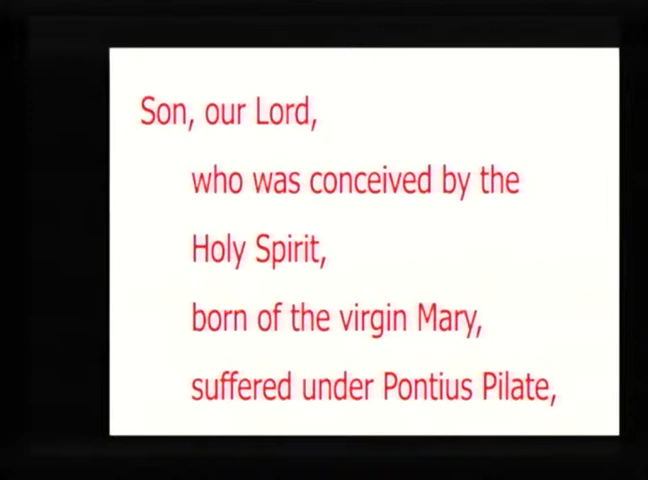 Son, our Lord,
who was conceived by the
Holy Spirit,
born of the virgin Mary,
suffered under Pontius Pilate,